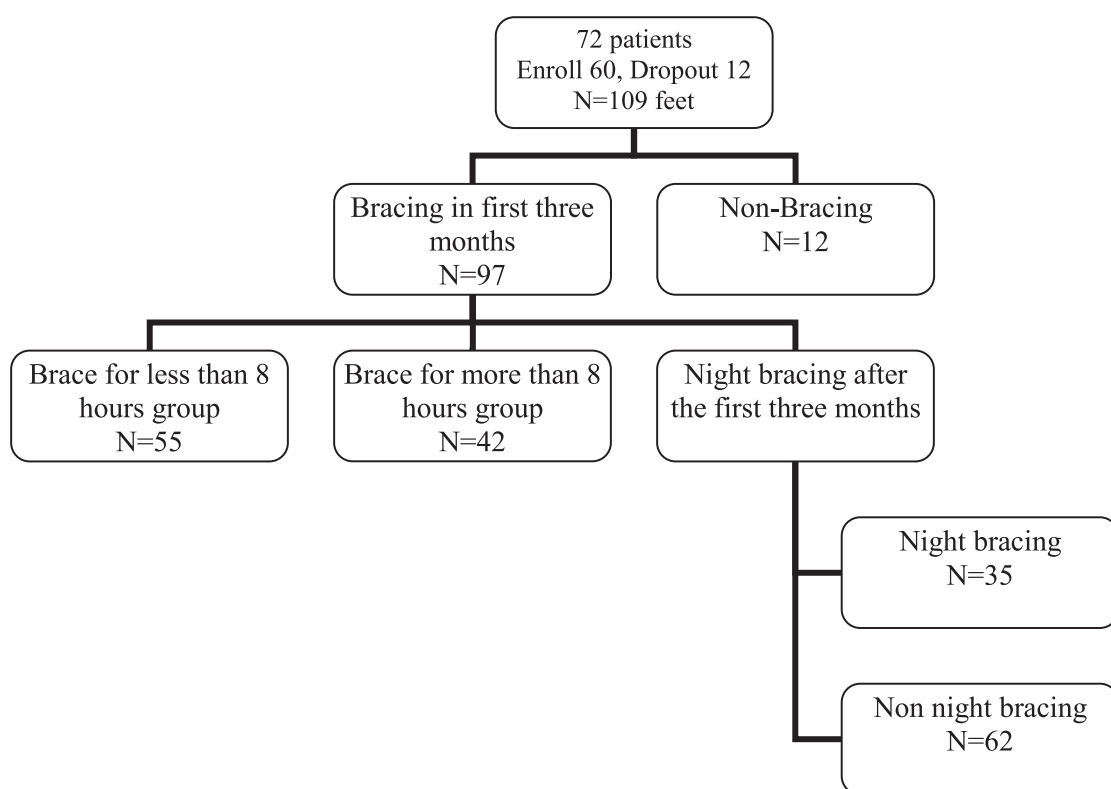 72 patients
Enroll 60, Dropout 12
N=109 feet
Bracing in first three
months
N=97
Non-Bracing
N=12
Brace for less than 8
hours group
N=55
Brace for more than 8
hours group
N=42
Night bracing after
the first three months
Night bracing
N=35
Non night bracing
N=62